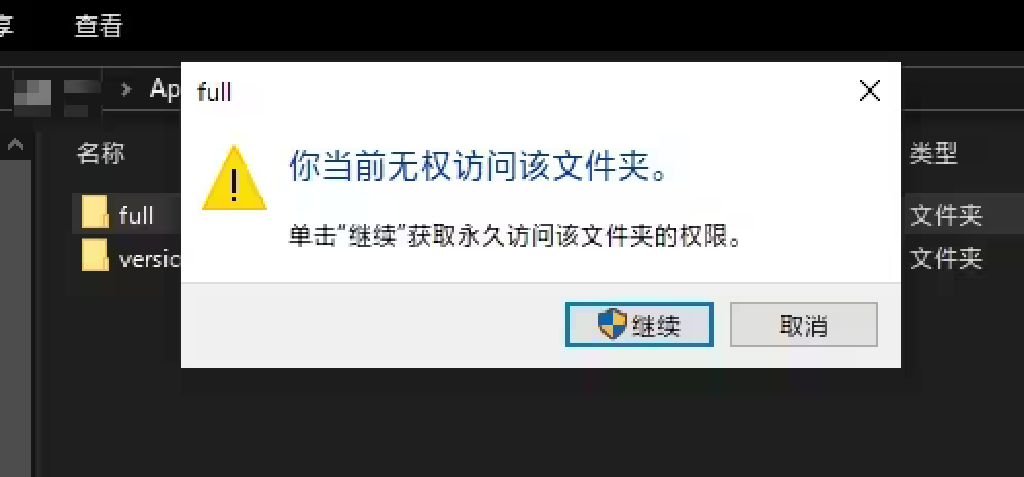 查看
Ap
full
名称
类型
你当前无权访问该文件夹。
单击“继续”获取永久访问该文件夹的权限。
full
文件夹
versic
文件夹
继续
取消